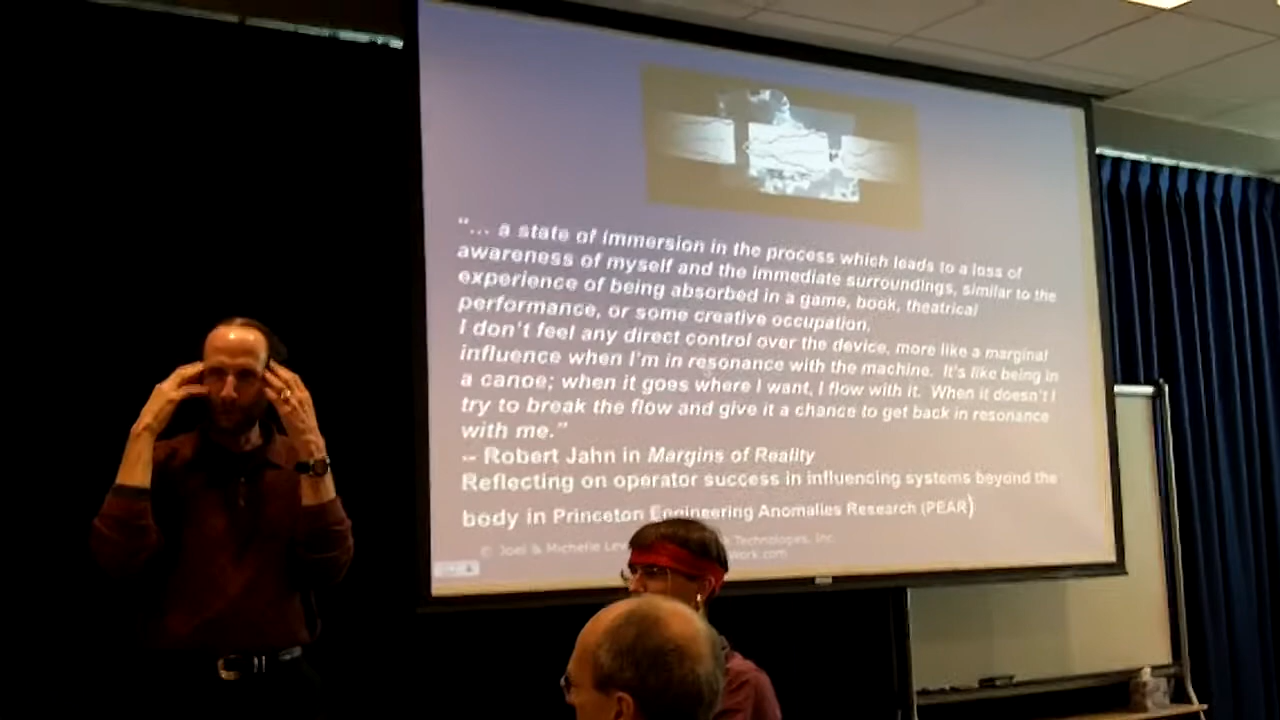 "... a state of immersion in the process which leads to a loss of
awareness of myself and the immediate surroundings, similar to the
experience of being absorbed in a game, book, theatrical
performance, or some creative occupation.
I don't feel any direct control over the device, more like a marginal
influence when I'm in resonance with the machine. It's like being in
a canoe; when it goes where I want, I flow with it. When it doesn't I
try to break the flow and give it a chance to get back in resonance
with me."
-- Robert Jahn in Margins of Reality
Reflecting on operator success in influencing systems beyond the
body in Princeton Engineering Anomalies Research (PEAR)
© Joel & Michelle Lev Technologies, Inc.
Work.com